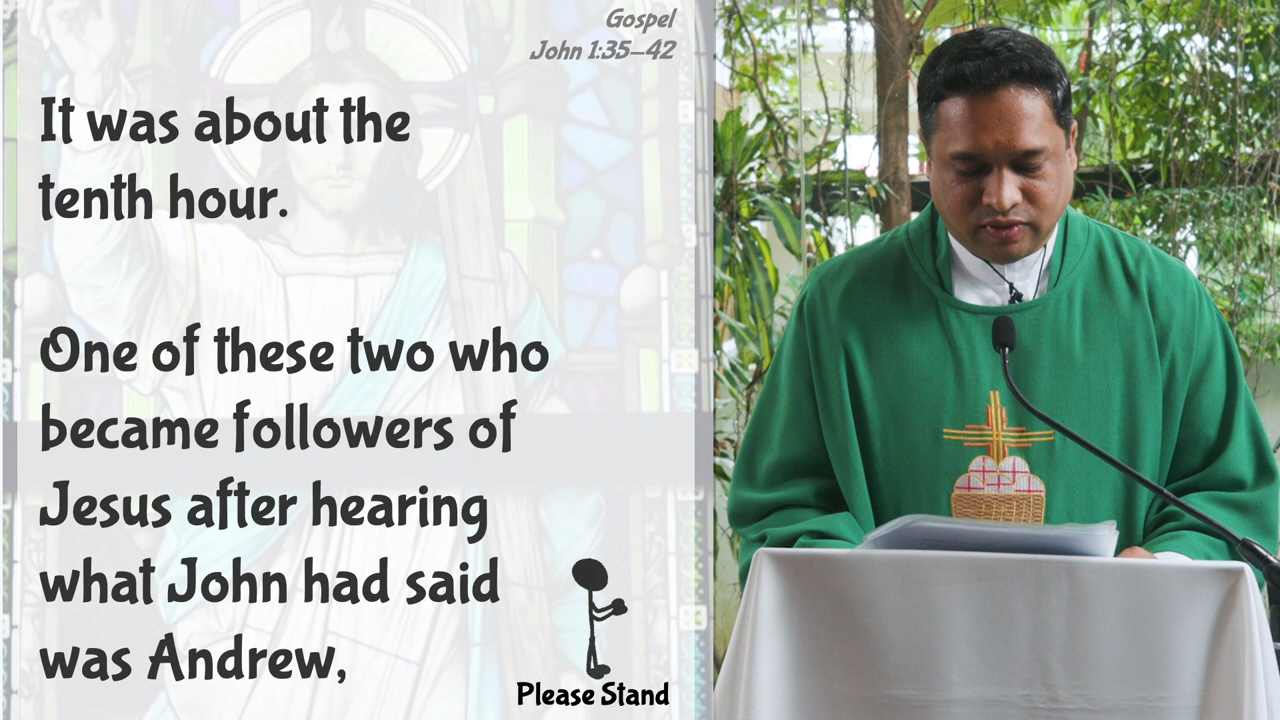 Gospel
John 1:35–42
It was about the
tenth hour.
One of these two who
became followers of
Jesus after hearing
what John had said
was Andrew,
Please Stand